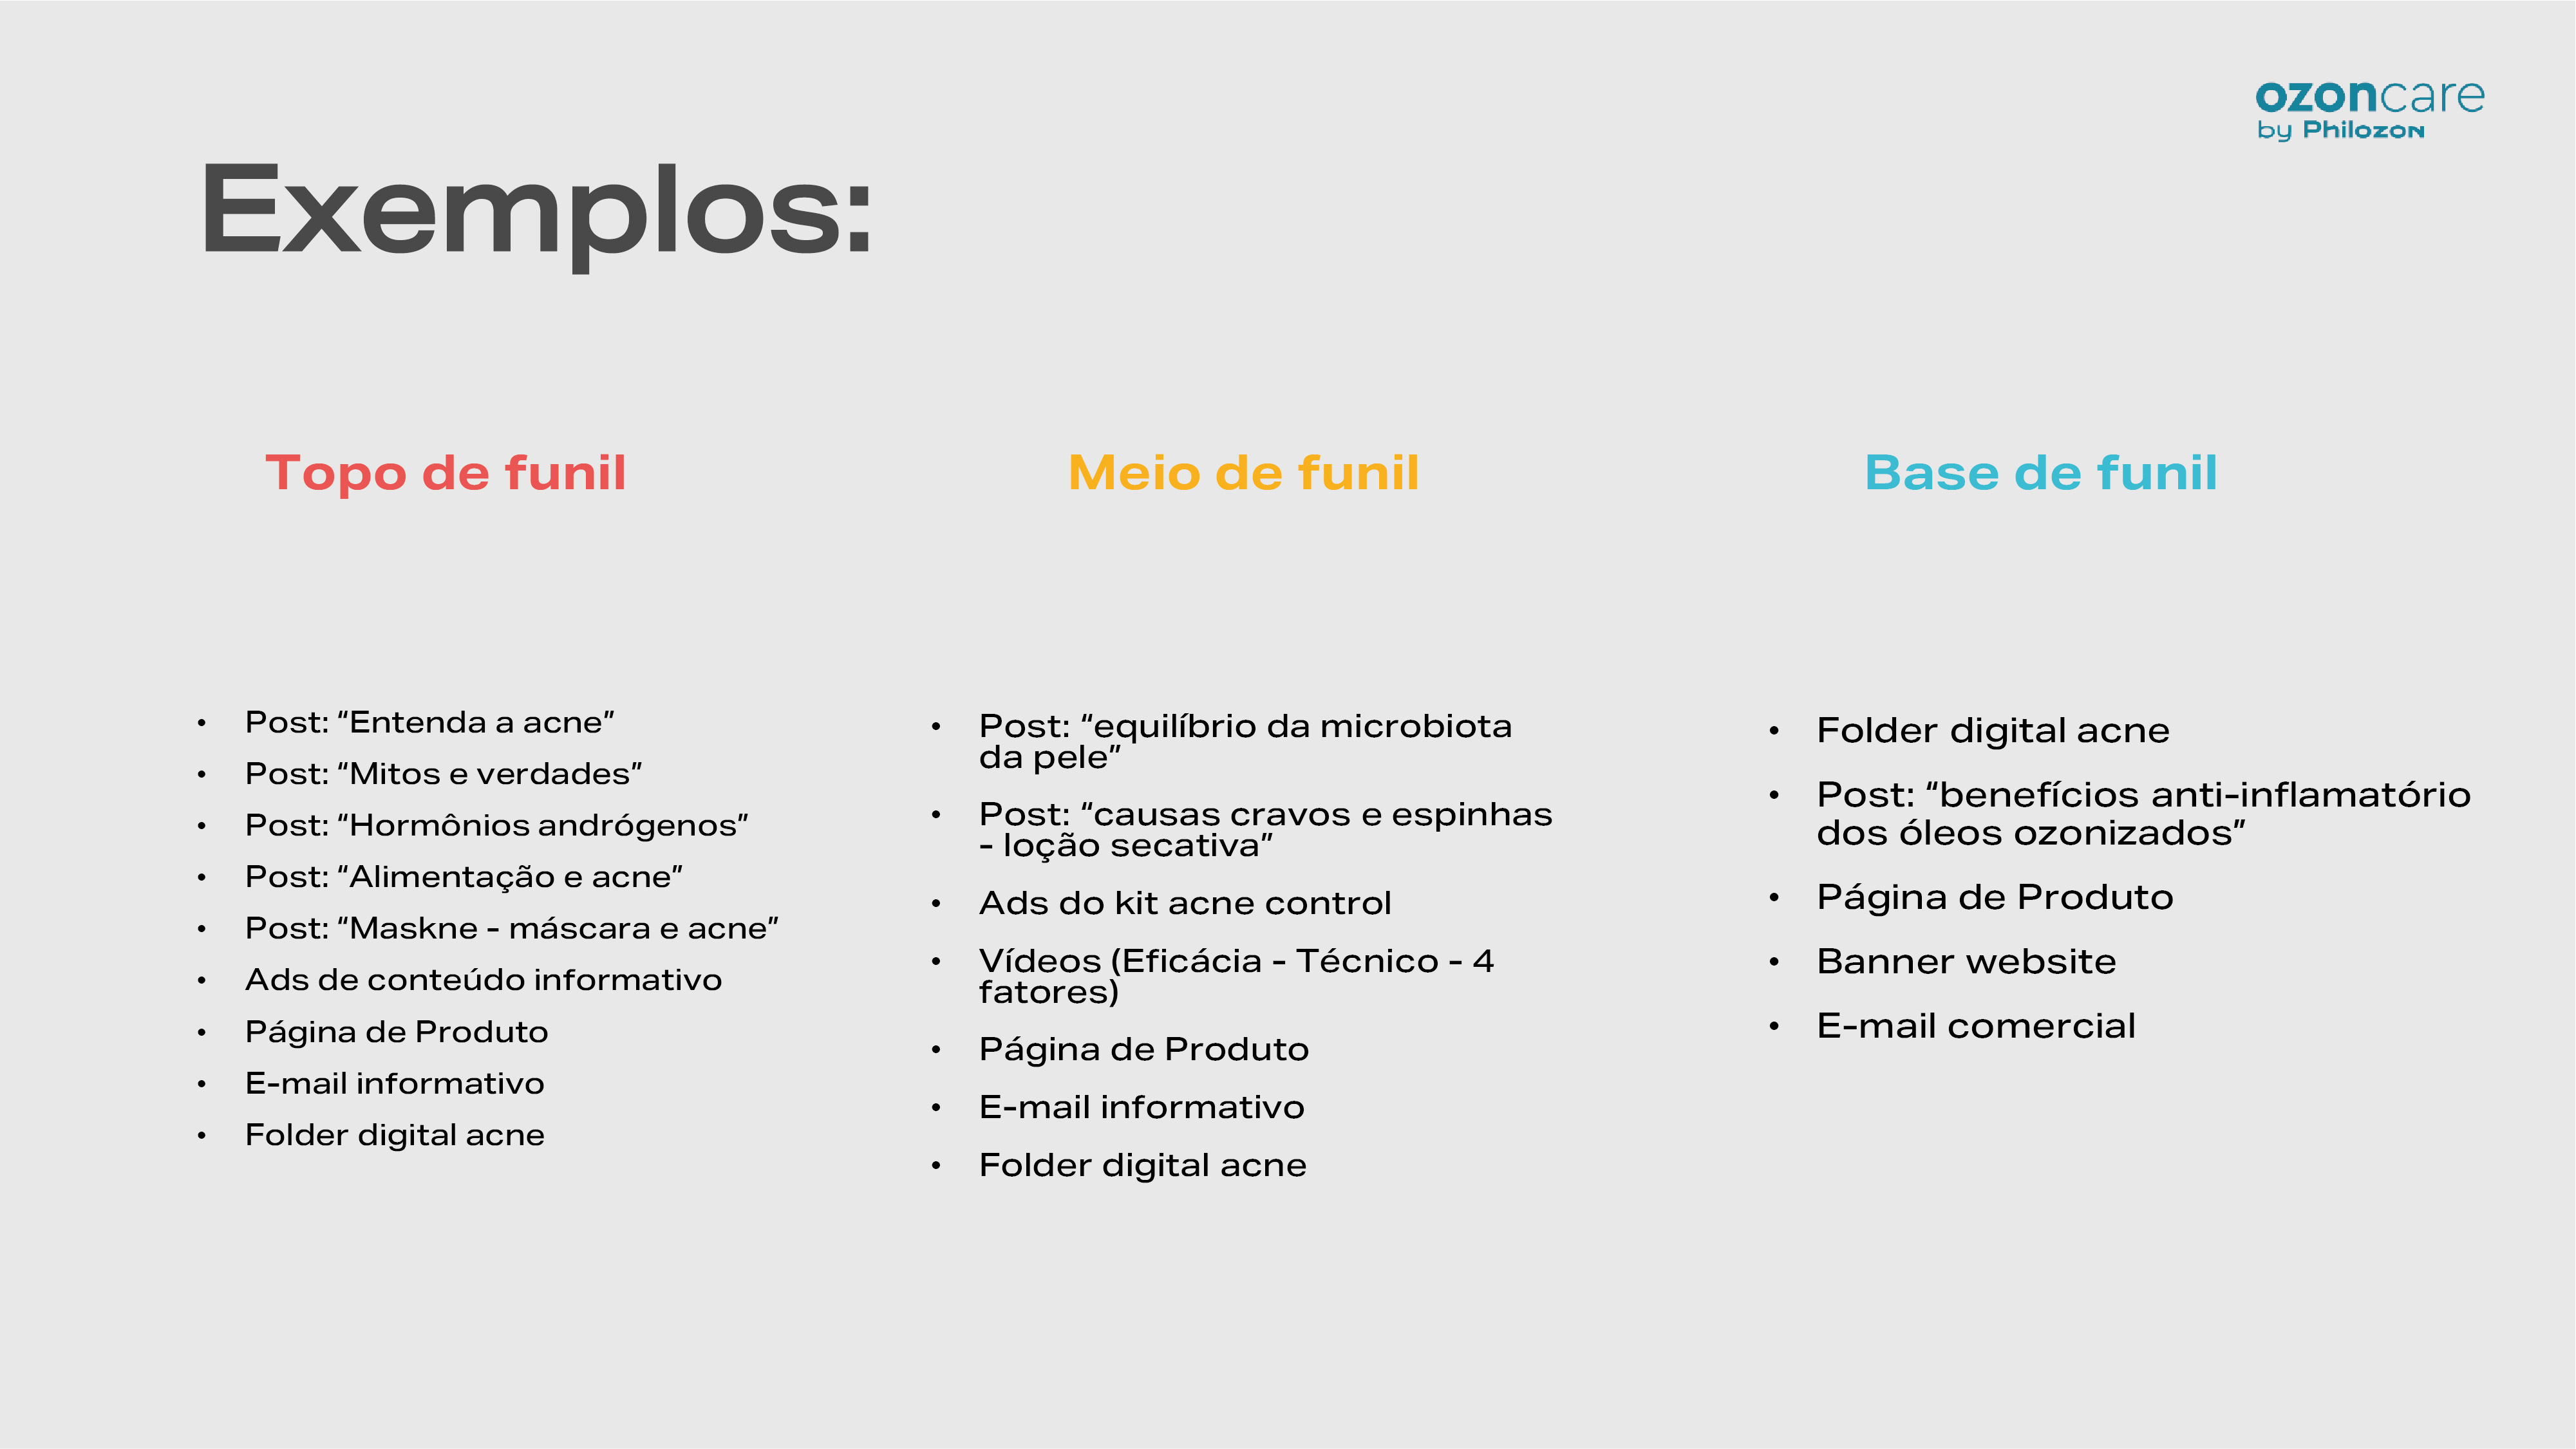 ozoncare
by Philozon
Exemplos:
Topo de funil
• Post: “Entenda a acne”
• Post: “Mitos e verdades”
• Post: “Hormônios andrógenos”
• Post: “Alimentação e acne”
• Post: “Maskne - máscara e acne”
• Ads de conteúdo informativo
• Página de Produto
• E-mail informativo
• Folder digital acne
Meio de funil
• Post: “equilíbrio da microbiota
da pele”
• Post: “causas cravos e espinhas
- loção secativa”
• Ads do kit acne control
• Vídeos (Eficácia - Técnico - 4
fatores)
• Página de Produto
• E-mail informativo
• Folder digital acne
Base de funil
• Folder digital acne
• Post: “benefícios anti-inflamatório
dos óleos ozonizados”
• Página de Produto
• Banner website
• E-mail comercial